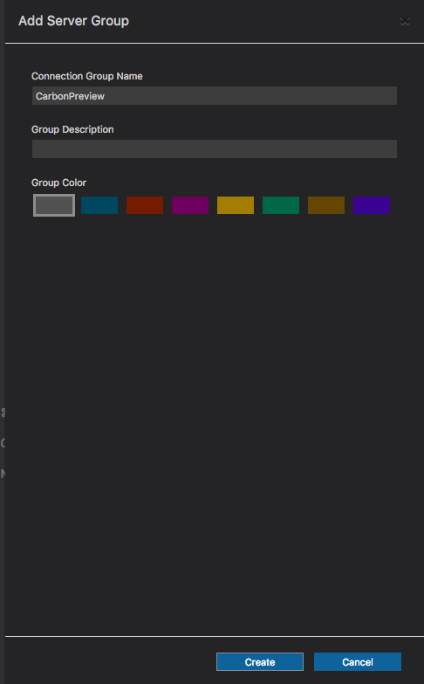 Add Server Group
Connection Group Name
CarbonPreview
Group Description
Group Color
Create
Cancel